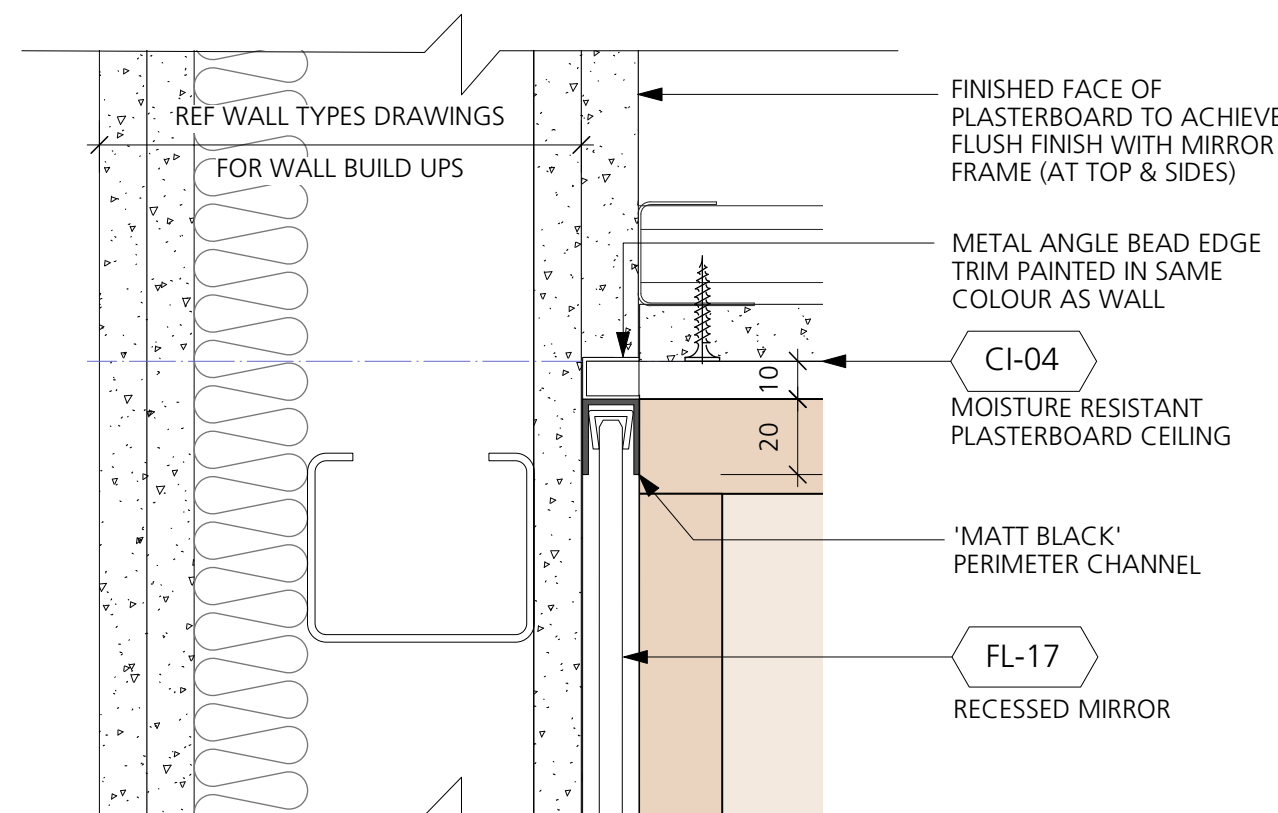 REF WALL TYPES DRAWINGS
FOR WALL BUILD UPS
FINISHED FACE OF
PLASTERBOARD TO ACHIEVE
FLUSH FINISH WITH MIRROR
FRAME (AT TOP & SIDES)
METAL ANGLE BEAD EDGE
TRIM PAINTED IN SAME
COLOUR AS WALL
CI-04
MOISTURE RESISTANT
PLASTERBOARD CEILING
10
20
'MATT BLACK'
PERIMETER CHANNEL
FL-17
RECESSED MIRROR